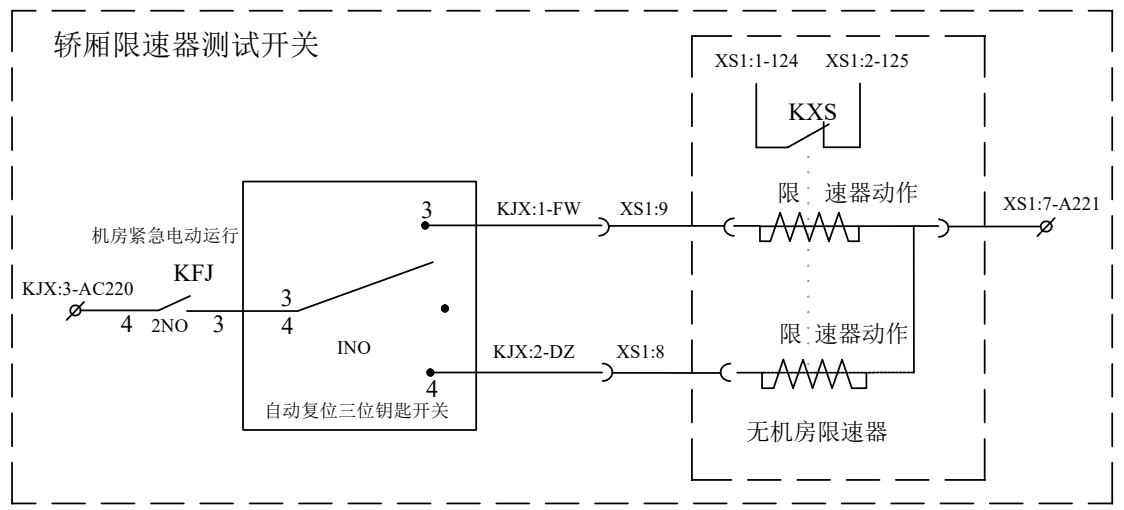 轿厢限速器测试开关
XS1:1-124 XS1:2-125
KXS
限 速器动作
XS1:7-A221
3
KJX:1-FW
XS1:9
机房紧急电动运行
KFJ
KJX:3-AC220
4
2NO
3
3
4
INO
KJX:2-DZ
XS1:8
限 速器动作
4
自动复位三位钥匙开关
无机房限速器